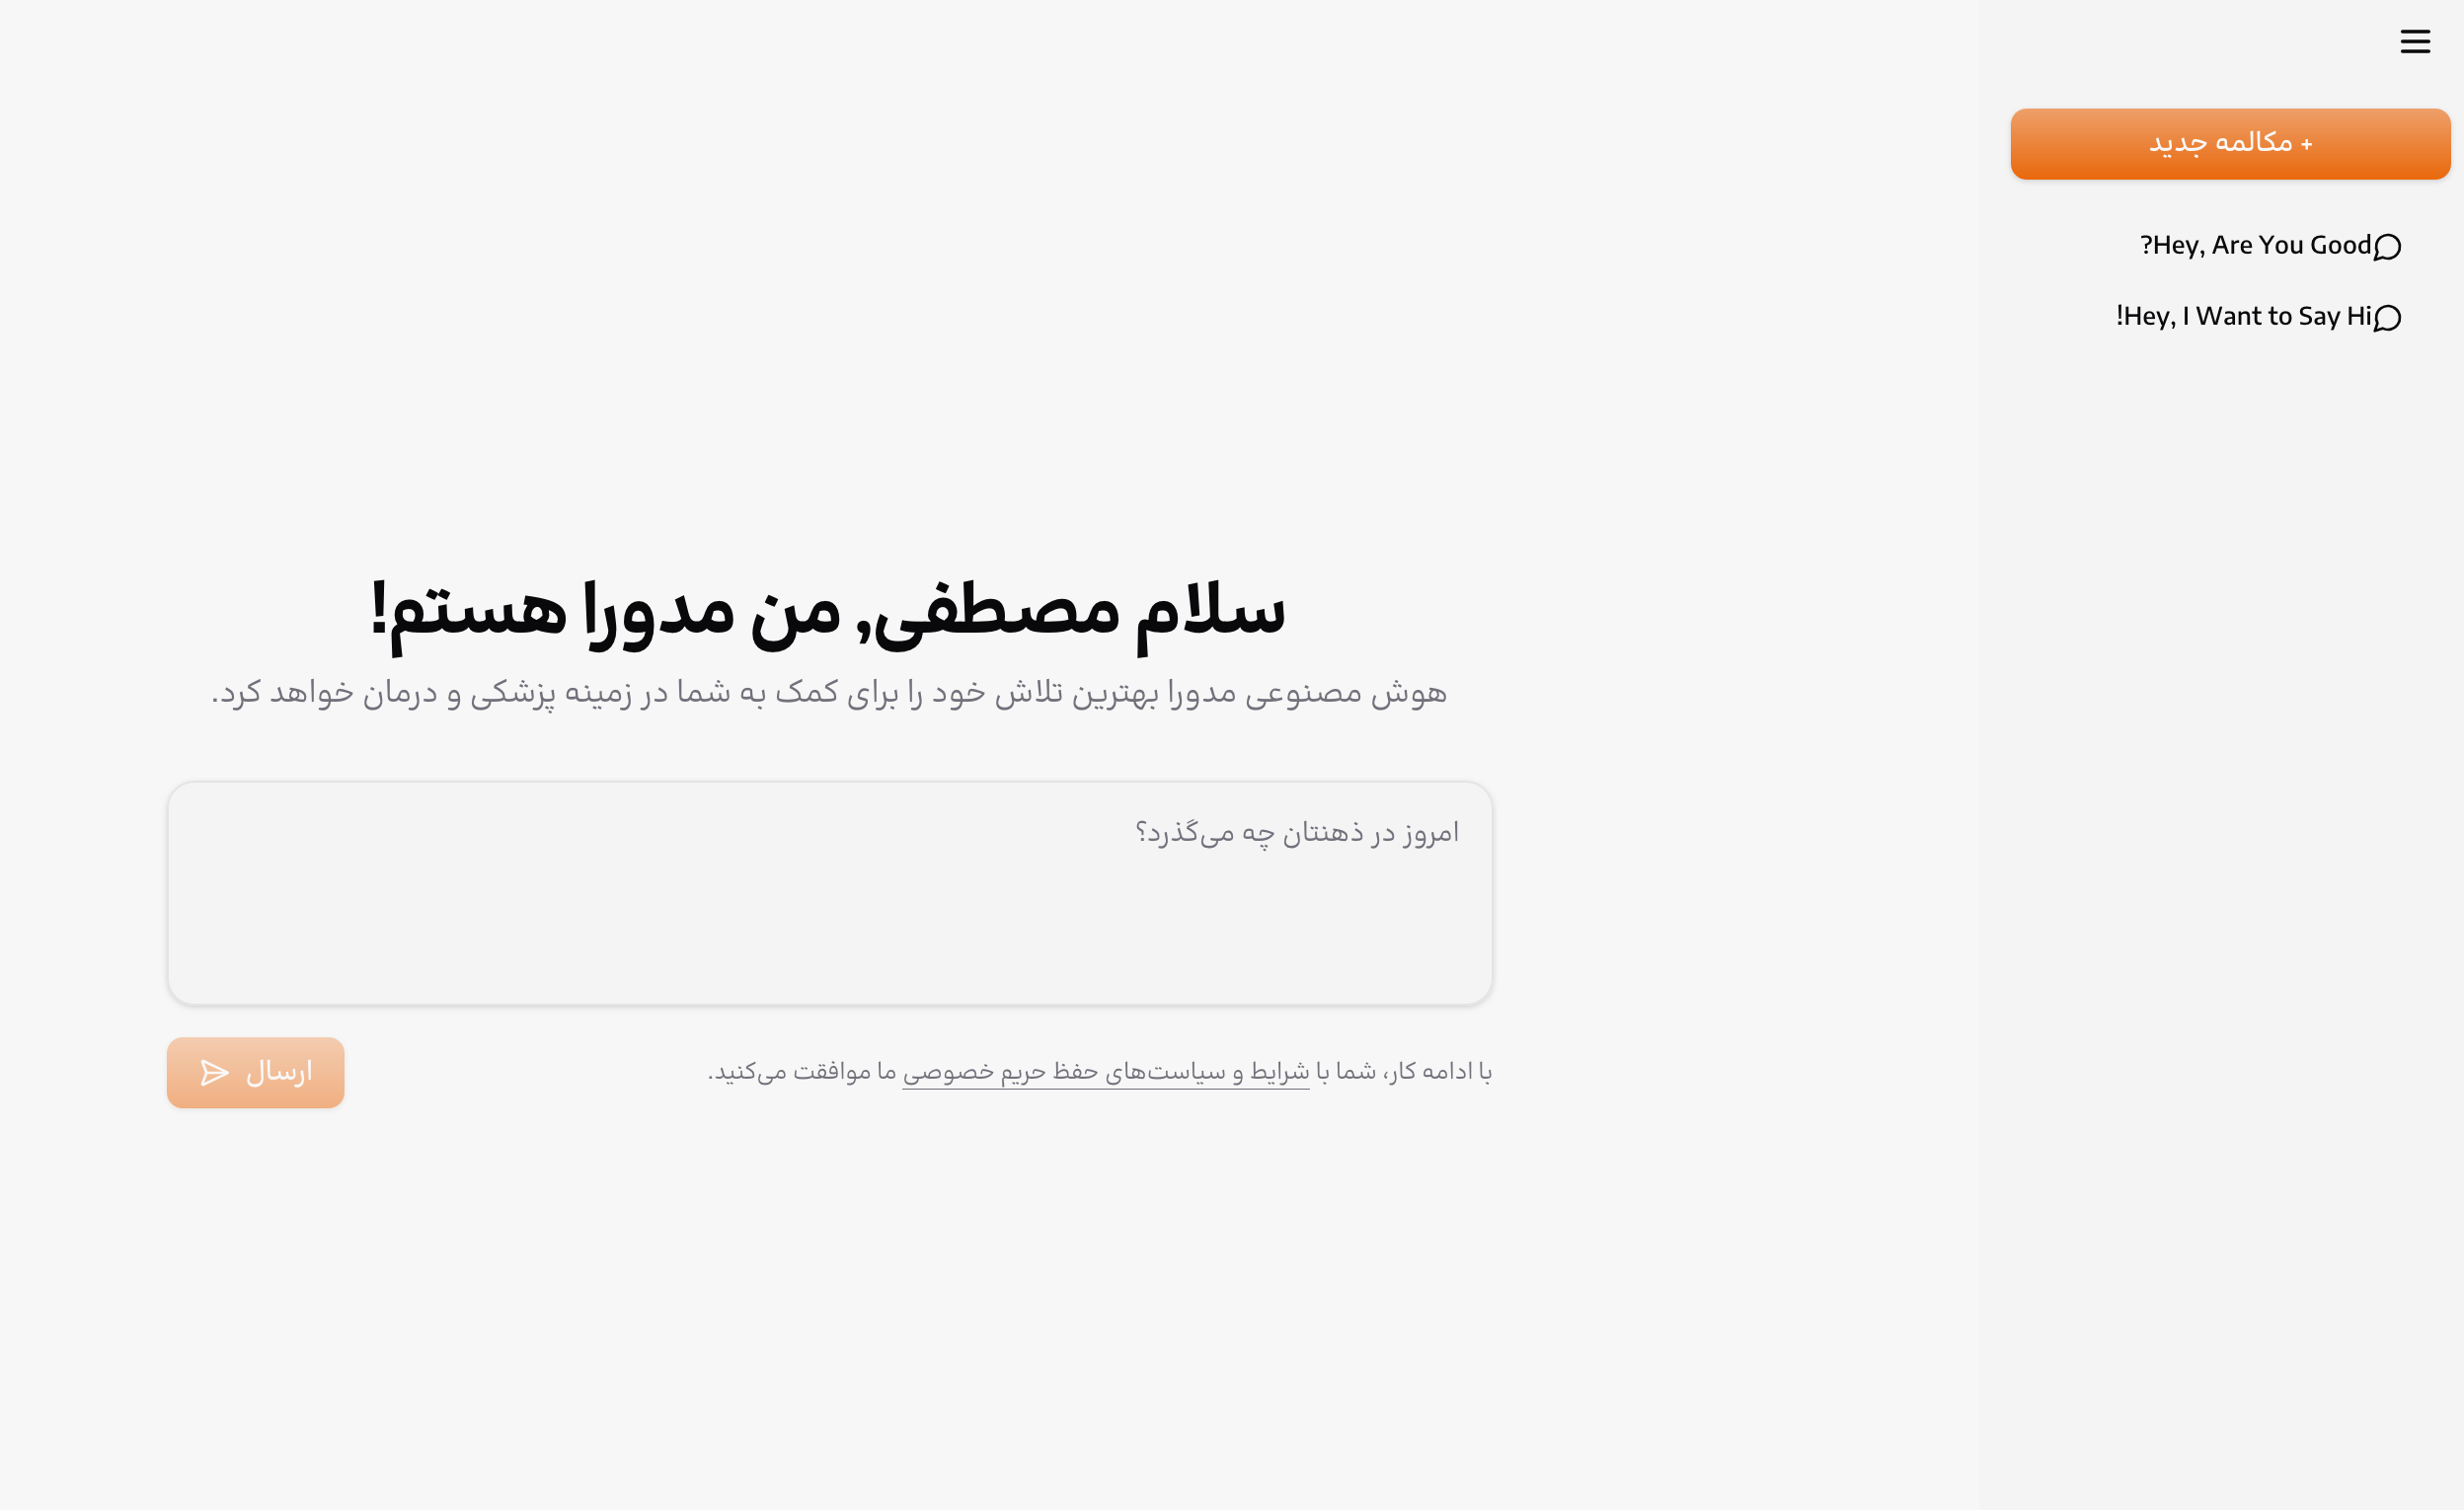 + مکالمه جدید
Hey, Are You Good?
Hey, I Want to Say Hi!
سلام مصطفی, من مدورا هستم!
هوش مصنوعی مدورا بهترین تلاش خود را برای کمک به شما در زمینه پزشکی و درمان خواهد کرد.
امروز در ذهنتان چه می‌گذرد؟
با ادامه کار، شما با شرایط و سیاست‌های حفظ حریم خصوصی ما موافقت می‌کنید.
ارسال